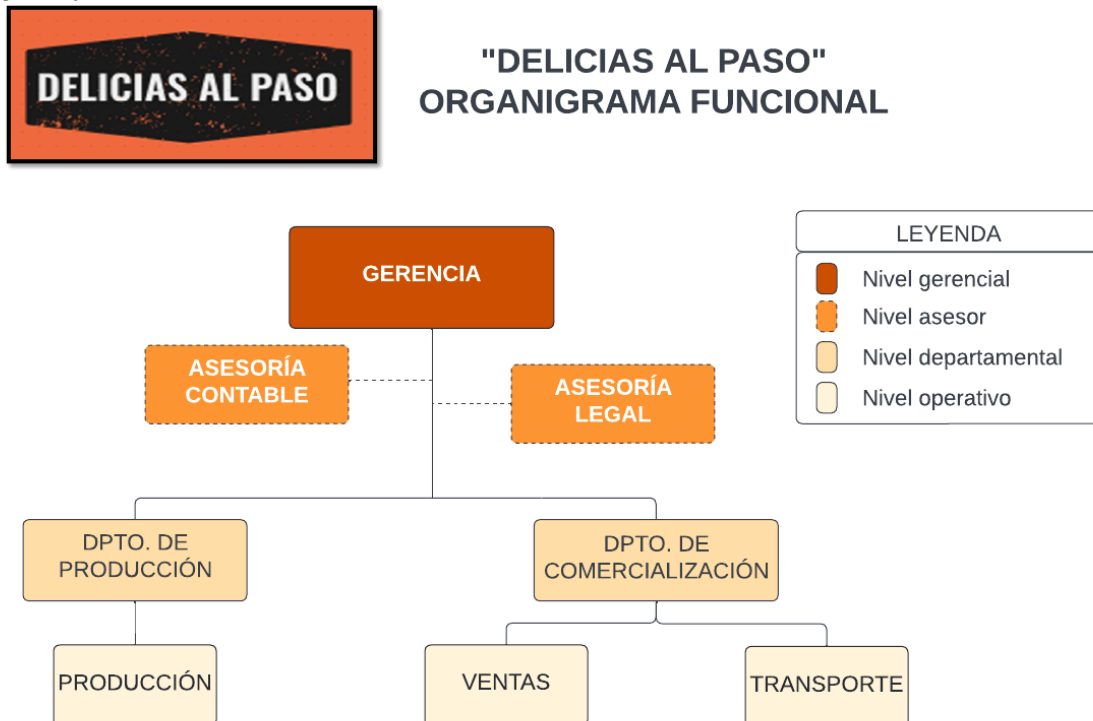 DELICIAS AL PASO
"DELICIAS AL PASO"
ORGANIGRAMA FUNCIONAL
LEYENDA
Nivel gerencial
Nivel asesor
Nivel departamental
Nivel operativo
GERENCIA
ASESORÍA
CONTABLE
ASESORÍA
LEGAL
DPTO. DE
PRODUCCIÓN
DPTO. DE
COMERCIALIZACIÓN
PRODUCCIÓN
VENTAS
TRANSPORTE